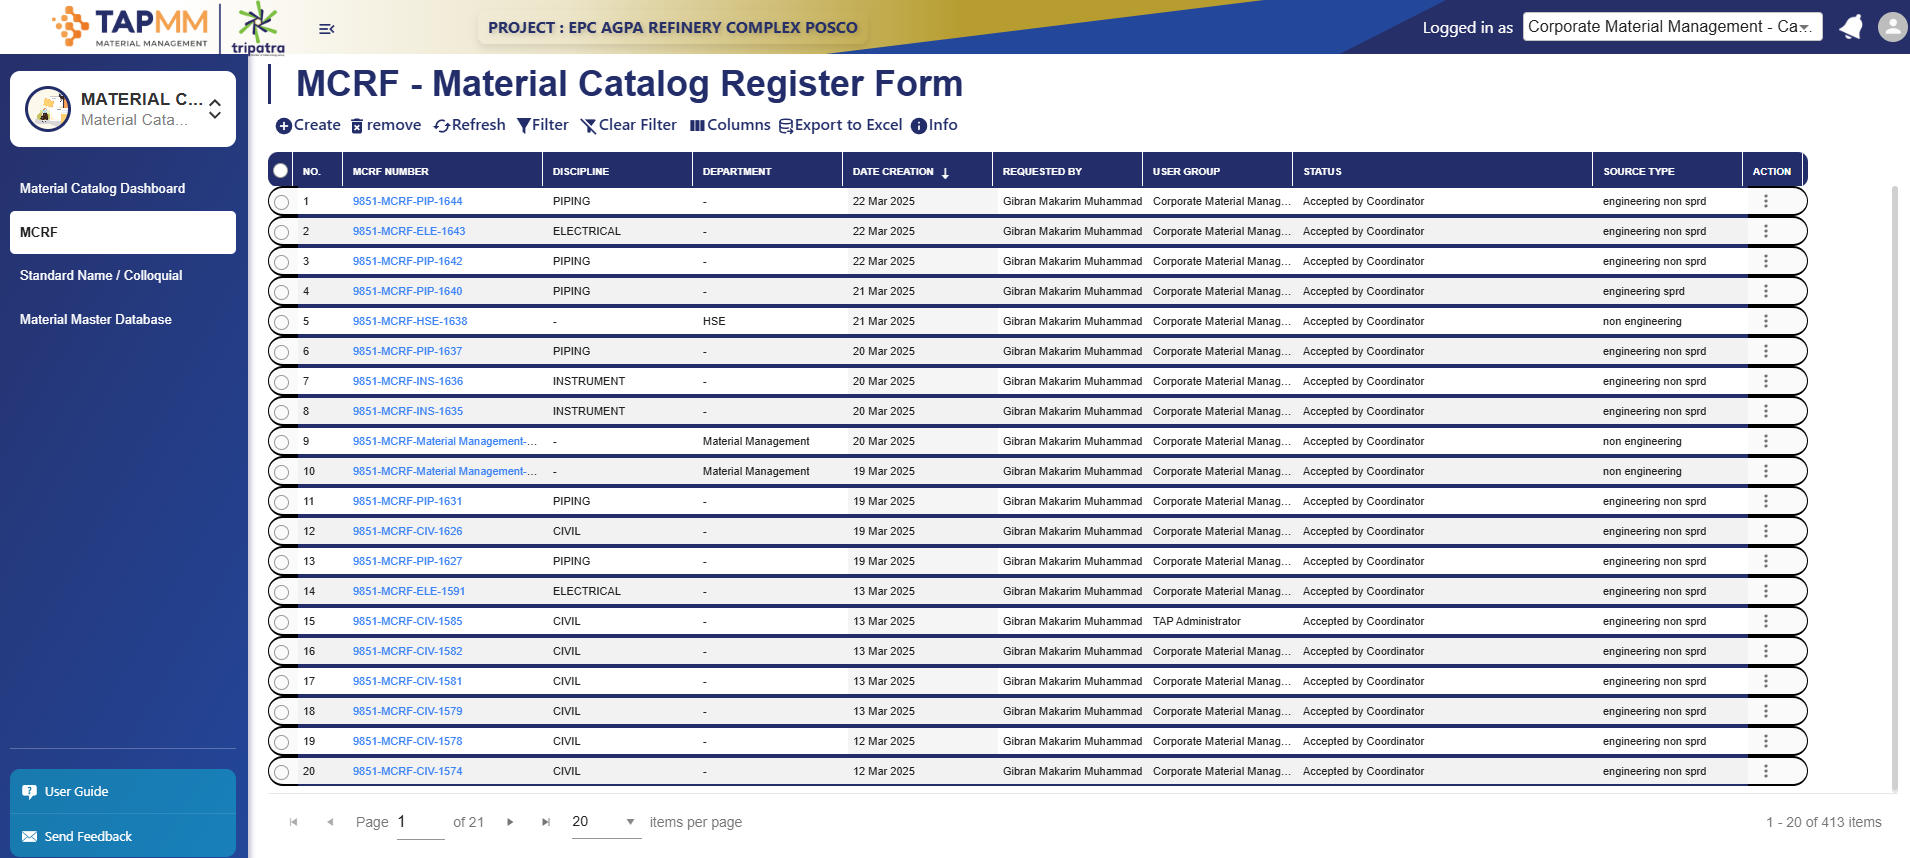 TAPMM
MATERIAL MANAGEMENT
tripatra
PROJECT : EPC AGPA REFINERY COMPLEX POSCO
Logged in as
Corporate Material Management - Ca...
MATERIAL C...
Material Cata...
Material Catalog Dashboard
MCRF
Standard Name / Colloquial
Material Master Database
User Guide
Send Feedback
MCRF - Material Catalog Register Form
Create remove Refresh Filter Clear Filter Columns Export to Excel Info
NO. MCRF NUMBER DISCIPLINE DEPARTMENT DATE CREATION REQUESTED BY USER GROUP STATUS SOURCE TYPE ACTION
1 9851-MCRF-PIP-1644 PIPING - 22 Mar 2025 Gibran Makarim Muhammad Corporate Material Manag... Accepted by Coordinator engineering non sprd
2 9851-MCRF-ELE-1643 ELECTRICAL - 22 Mar 2025 Gibran Makarim Muhammad Corporate Material Manag... Accepted by Coordinator engineering non sprd
3 9851-MCRF-PIP-1642 PIPING - 22 Mar 2025 Gibran Makarim Muhammad Corporate Material Manag... Accepted by Coordinator engineering non sprd
4 9851-MCRF-PIP-1640 PIPING - 21 Mar 2025 Gibran Makarim Muhammad Corporate Material Manag... Accepted by Coordinator engineering sprd
5 9851-MCRF-HSE-1638 - HSE 21 Mar 2025 Gibran Makarim Muhammad Corporate Material Manag... Accepted by Coordinator non engineering
6 9851-MCRF-PIP-1637 PIPING - 20 Mar 2025 Gibran Makarim Muhammad Corporate Material Manag... Accepted by Coordinator engineering non sprd
7 9851-MCRF-INS-1636 INSTRUMENT - 20 Mar 2025 Gibran Makarim Muhammad Corporate Material Manag... Accepted by Coordinator engineering non sprd
8 9851-MCRF-INS-1635 INSTRUMENT - 20 Mar 2025 Gibran Makarim Muhammad Corporate Material Manag... Accepted by Coordinator engineering non sprd
9 9851-MCRF-Material Management-... - Material Management 20 Mar 2025 Gibran Makarim Muhammad Corporate Material Manag... Accepted by Coordinator non engineering
10 9851-MCRF-Material Management-... - Material Management 19 Mar 2025 Gibran Makarim Muhammad Corporate Material Manag... Accepted by Coordinator non engineering
11 9851-MCRF-PIP-1631 PIPING - 19 Mar 2025 Gibran Makarim Muhammad Corporate Material Manag... Accepted by Coordinator engineering non sprd
12 9851-MCRF-CIV-1626 CIVIL - 19 Mar 2025 Gibran Makarim Muhammad Corporate Material Manag... Accepted by Coordinator engineering non sprd
13 9851-MCRF-PIP-1627 PIPING - 19 Mar 2025 Gibran Makarim Muhammad Corporate Material Manag... Accepted by Coordinator engineering non sprd
14 9851-MCRF-ELE-1591 ELECTRICAL - 13 Mar 2025 Gibran Makarim Muhammad Corporate Material Manag... Accepted by Coordinator engineering non sprd
15 9851-MCRF-CIV-1585 CIVIL - 13 Mar 2025 Gibran Makarim Muhammad TAP Administrator Accepted by Coordinator engineering non sprd
16 9851-MCRF-CIV-1582 CIVIL - 13 Mar 2025 Gibran Makarim Muhammad Corporate Material Manag... Accepted by Coordinator engineering non sprd
17 9851-MCRF-CIV-1581 CIVIL - 13 Mar 2025 Gibran Makarim Muhammad Corporate Material Manag... Accepted by Coordinator engineering non sprd
18 9851-MCRF-CIV-1579 CIVIL - 13 Mar 2025 Gibran Makarim Muhammad Corporate Material Manag... Accepted by Coordinator engineering non sprd
19 9851-MCRF-CIV-1578 CIVIL - 12 Mar 2025 Gibran Makarim Muhammad Corporate Material Manag... Accepted by Coordinator engineering non sprd
20 9851-MCRF-CIV-1574 CIVIL - 12 Mar 2025 Gibran Makarim Muhammad Corporate Material Manag... Accepted by Coordinator engineering non sprd
Page 1 of 21 20 items per page 1 - 20 of 413 items